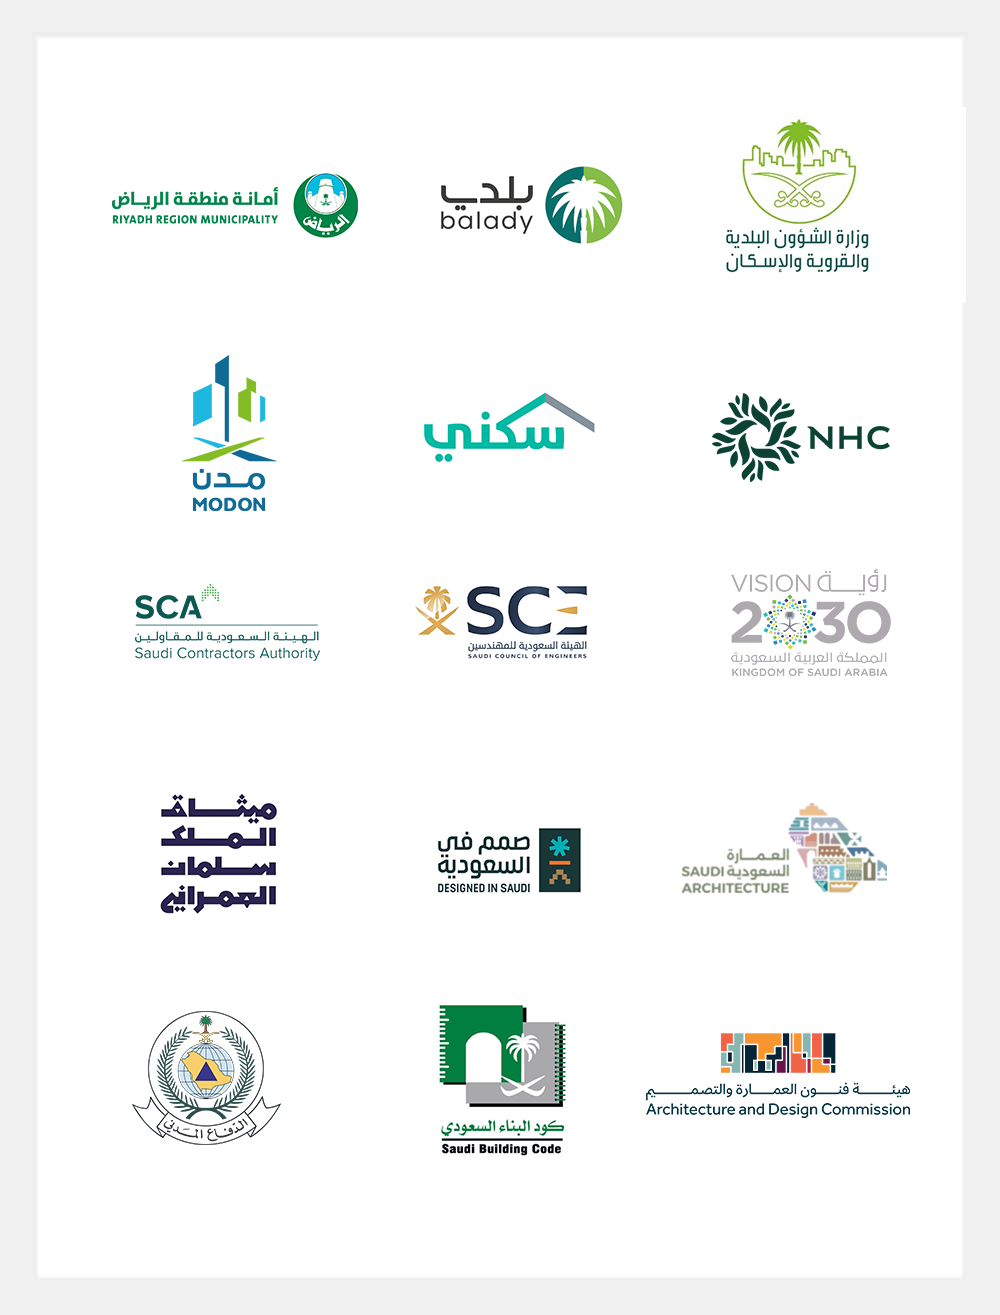 أمانة منطقة الرياض
RIYADH REGION MUNICIPALITY
الرياض
بلدي
balady
وزارة الشؤون البلدية
والقروية والإسكان
مدن
MODON
سكني
NHC
SCA
الهيئة السعودية للمقاولين
Saudi Contractors Authority
SCE
الهيئة السعودية للمهندسين
SAUDI COUNCIL OF ENGINEERS
VISION رؤية
2030
المملكة العربية السعودية
KINGDOM OF SAUDI ARABIA
ميثاق
الملك
سلمان
العمراني
صمم في
السعودية
DESIGNED IN SAUDI
العمارة
السعودية SAUDI
ARCHITECTURE
الدفاع المدني
كود البناء السعودي
Saudi Building Code
هيئة فنون العمارة والتصميم
Architecture and Design Commission